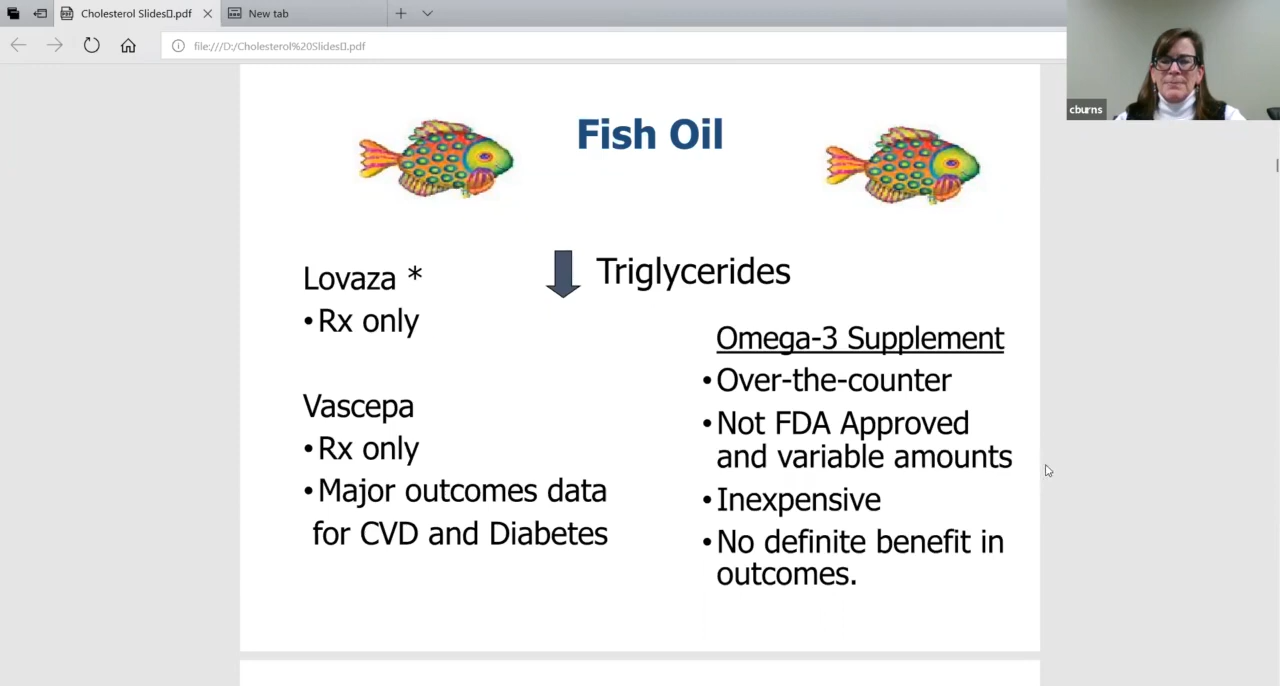 Cholesterol Slides▯.pdf
New tab
file:///D:/Cholesterol%20Slides▯.pdf
cburns
Fish Oil
Triglycerides
Lovaza *
•Rx only
Vascepa
•Rx only
•Major outcomes data
for CVD and Diabetes
Omega-3 Supplement
•Over-the-counter
•Not FDA Approved
and variable amounts
•Inexpensive
•No definite benefit in
outcomes.